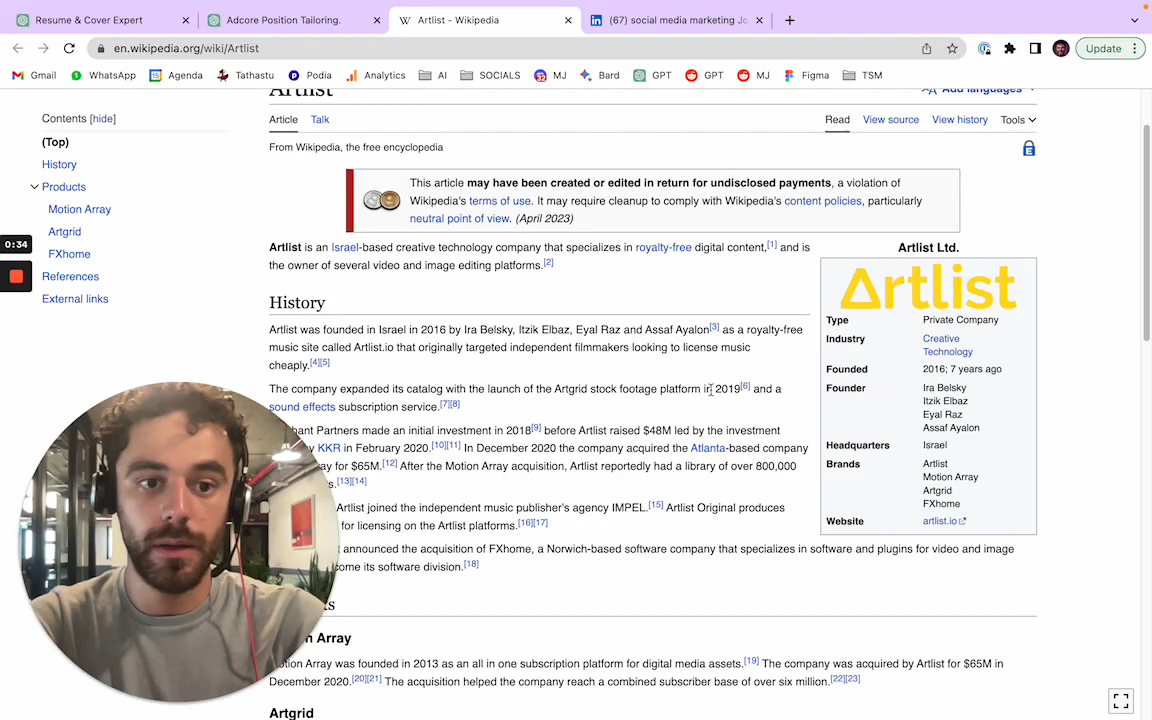 Resume & Cover Expert
Adcore Position Tailoring.
Artlist - Wikipedia
(67) social media marketing Jo
en.wikipedia.org/wiki/Artlist
Update
Gmail
WhatsApp
Agenda
Tathastu
Podia
Analytics
AI
SOCIALS
MJ
Bard
GPT
GPT
MJ
Figma
TSM
Artlist
Add languages
Contents [hide]
(Top)
History
Products
Motion Array
Artgrid
FXhome
References
External links
0:34
Article Talk
Read View source View history Tools
From Wikipedia, the free encyclopedia
This article may have been created or edited in return for undisclosed payments, a violation of
Wikipedia's terms of use. It may require cleanup to comply with Wikipedia's content policies, particularly
neutral point of view. (April 2023)
Artlist is an Israel-based creative technology company that specializes in royalty-free digital content,[1] and is
the owner of several video and image editing platforms.[2]
History
Artlist was founded in Israel in 2016 by Ira Belsky, Itzik Elbaz, Eyal Raz and Assaf Ayalon[3] as a royalty-free
music site called Artlist.io that originally targeted independent filmmakers looking to license music
cheaply.[4][5]
The company expanded its catalog with the launch of the Artgrid stock footage platform in 2019[6] and a
sound effects subscription service.[7][8]
hant Partners made an initial investment in 2018[9] before Artlist raised $48M led by the investment
y KKR in February 2020.[10][11] In December 2020 the company acquired the Atlanta-based company
ray for $65M.[12] After the Motion Array acquisition, Artlist reportedly had a library of over 800,000
s.[13][14]
Artlist joined the independent music publisher's agency IMPEL.[15] Artlist Original produces
for licensing on the Artlist platforms.[16][17]
t announced the acquisition of FXhome, a Norwich-based software company that specializes in software and plugins for video and image
come its software division.[18]
ts
n Array
otion Array was founded in 2013 as an all in one subscription platform for digital media assets.[19] The company was acquired by Artlist for $65M in
December 2020.[20][21] The acquisition helped the company reach a combined subscriber base of over six million.[22][23]
Artgrid
Artlist Ltd.
Artlist
Type Private Company
Industry Creative
Technology
Founded 2016; 7 years ago
Founder Ira Belsky
Itzik Elbaz
Eyal Raz
Assaf Ayalon
Headquarters Israel
Brands Artlist
Motion Array
Artgrid
FXhome
Website artlist.io